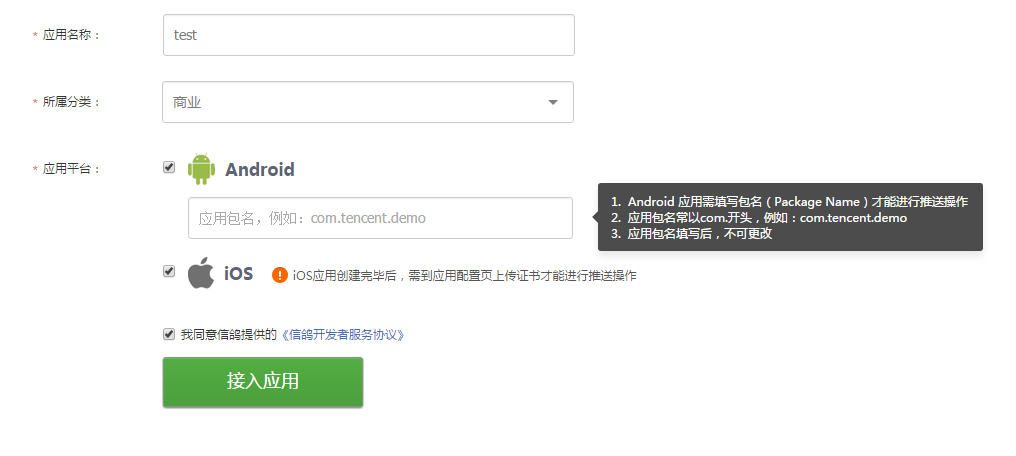 * 应用名称：
test
* 所属分类：
商业
* 应用平台：
Android
应用包名，例如：com.tencent.demo
1. Android 应用需填写包名（Package Name）才能进行推送操作
2. 应用包名常以com.开头，例如：com.tencent.demo
3. 应用包名填写后，不可更改
iOS
! iOS应用创建完毕后，需到应用配置页上传证书才能进行推送操作
我同意信鸽提供的《信鸽开发者服务协议》
接入应用